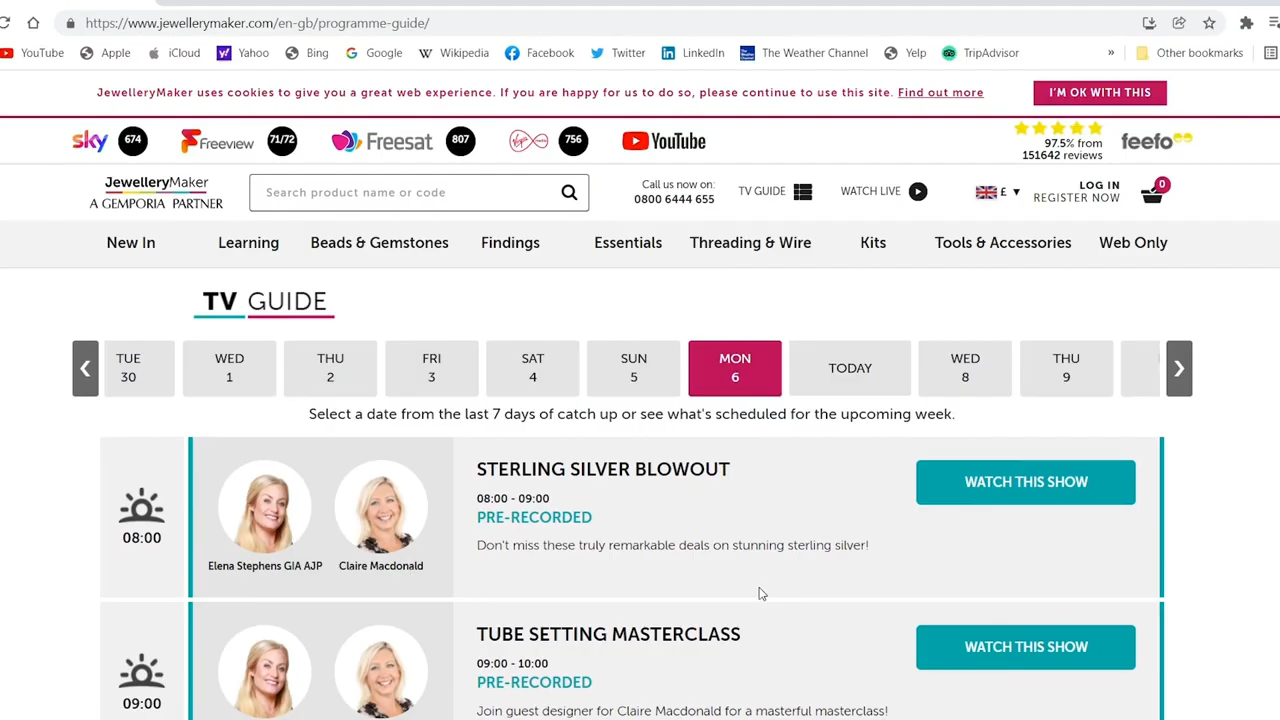 https://www.jewellerymaker.com/en-gb/programme-guide/
YouTube Apple iCloud Yahoo Bing Google Wikipedia Facebook Twitter LinkedIn The Weather Channel Yelp TripAdvisor » Other bookmarks
JewelleryMaker uses cookies to give you a great web experience. If you are happy for us to do so, please continue to use this site. Find out more I'M OK WITH THIS
sky 674 Freeview 71/72 Freesat 807 Virgin media 756 YouTube
97.5% from
151642 reviews
feefo
JewelleryMaker
A GEMPORIA PARTNER
Search product name or code
Call us now on:
0800 6444 655
TV GUIDE WATCH LIVE £ ▼
LOG IN
REGISTER NOW
0
New In Learning Beads & Gemstones Findings Essentials Threading & Wire Kits Tools & Accessories Web Only
TV GUIDE
TUE WED THU FRI SAT SUN MON TODAY WED THU
30 1 2 3 4 5 6 8 9
Select a date from the last 7 days of catch up or see what's scheduled for the upcoming week.
08:00
Elena Stephens GIA AJP Claire Macdonald
STERLING SILVER BLOWOUT
08:00 - 09:00
PRE-RECORDED
Don't miss these truly remarkable deals on stunning sterling silver!
WATCH THIS SHOW
09:00
TUBE SETTING MASTERCLASS
09:00 - 10:00
PRE-RECORDED
Join guest designer for Claire Macdonald for a masterful masterclass!
WATCH THIS SHOW